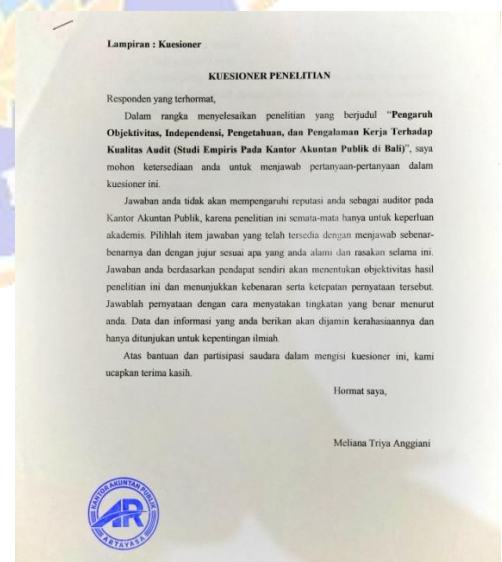 Lampiran : Kuesioner
KUESIONER PENELITIAN
Responden yang terhormat,
Dalam rangka menyelesaikan penelitian yang berjudul "Pengaruh
Objektivitas, Independensi, Pengetahuan, dan Pengalaman Kerja Terhadap
Kualitas Audit (Studi Empiris Pada Kantor Akuntan Publik di Bali)", saya
mohon ketersediaan anda untuk menjawab pertanyaan-pertanyaan dalam
kuesioner ini.
Jawaban anda tidak akan mempengaruhi reputasi anda sebagai auditor pada
Kantor Akuntan Publik, karena penelitian ini semata-mata hanya untuk keperluan
akademis. Pilihlah item jawaban yang telah tersedia dengan menjawab sebenar-
benarnya dan dengan jujur sesuai apa yang anda alami dan rasakan selama ini.
Jawaban anda berdasarkan pendapat sendiri akan menentukan objektivitas hasil
penelitian ini dan menunjukkan kebenaran serta ketepatan pernyataan tersebut.
Jawablah pernyataan dengan cara menyatakan tingkatan yang benar menurut
anda. Data dan informasi yang anda berikan akan dijamin kerahasiaannya dan
hanya ditunjukan untuk kepentingan ilmiah.
Atas bantuan dan partisipasi saudara dalam mengisi kuesioner ini, kami
ucapkan terima kasih.
Hormat saya,
Meliana Triya Anggiani
KANTOR AKUNTAN PUBLIK
AR
ARTAYASA